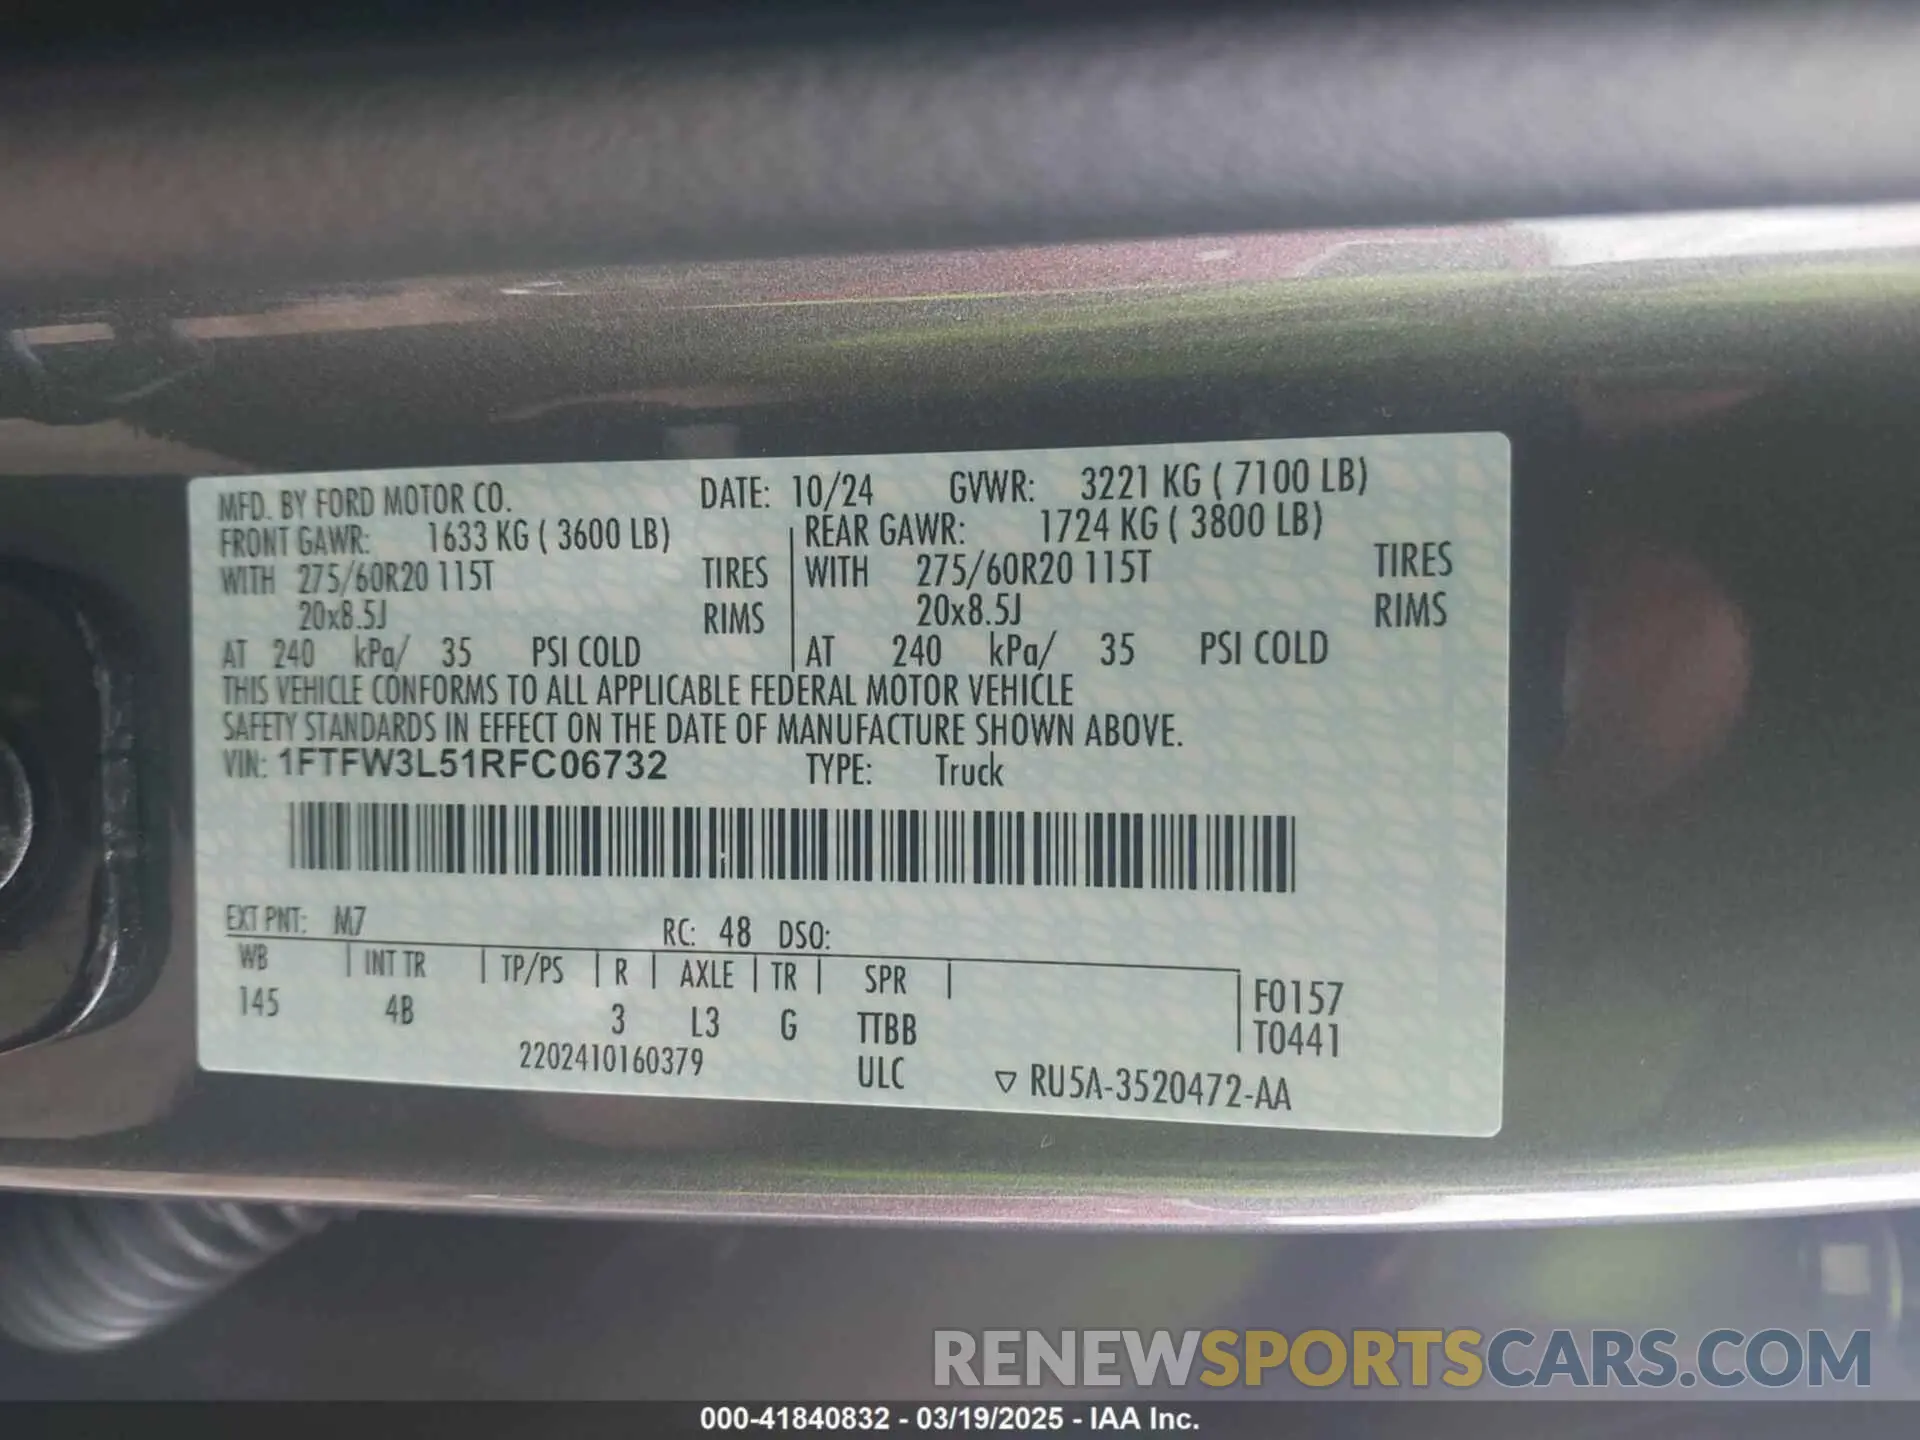 MFD. BY FORD MOTOR CO. DATE: 10/24 GVWR: 3221 KG ( 7100 LB)
FRONT GAWR: 1633 KG ( 3600 LB) REAR GAWR: 1724 KG ( 3800 LB)
WITH 275/60R20 115T TIRES WITH 275/60R20 115T TIRES
20x8.5J RIMS 20x8.5J RIMS
AT 240 kPa/ 35 PSI COLD AT 240 kPa/ 35 PSI COLD
THIS VEHICLE CONFORMS TO ALL APPLICABLE FEDERAL MOTOR VEHICLE
SAFETY STANDARDS IN EFFECT ON THE DATE OF MANUFACTURE SHOWN ABOVE.
VIN: 1FTFW3L51RFC06732 TYPE: Truck
EXT PNT: M7 RC: 48 DSO:
WB INT TR TP/PS R AXLE TR SPR F0157
145 4B 3 L3 G TTBB T0441
2202410160379 ULC ▽ RU5A-3520472-AA
RENEWSPORTSCARS.COM
000-41840832 - 03/19/2025 - IAA Inc.